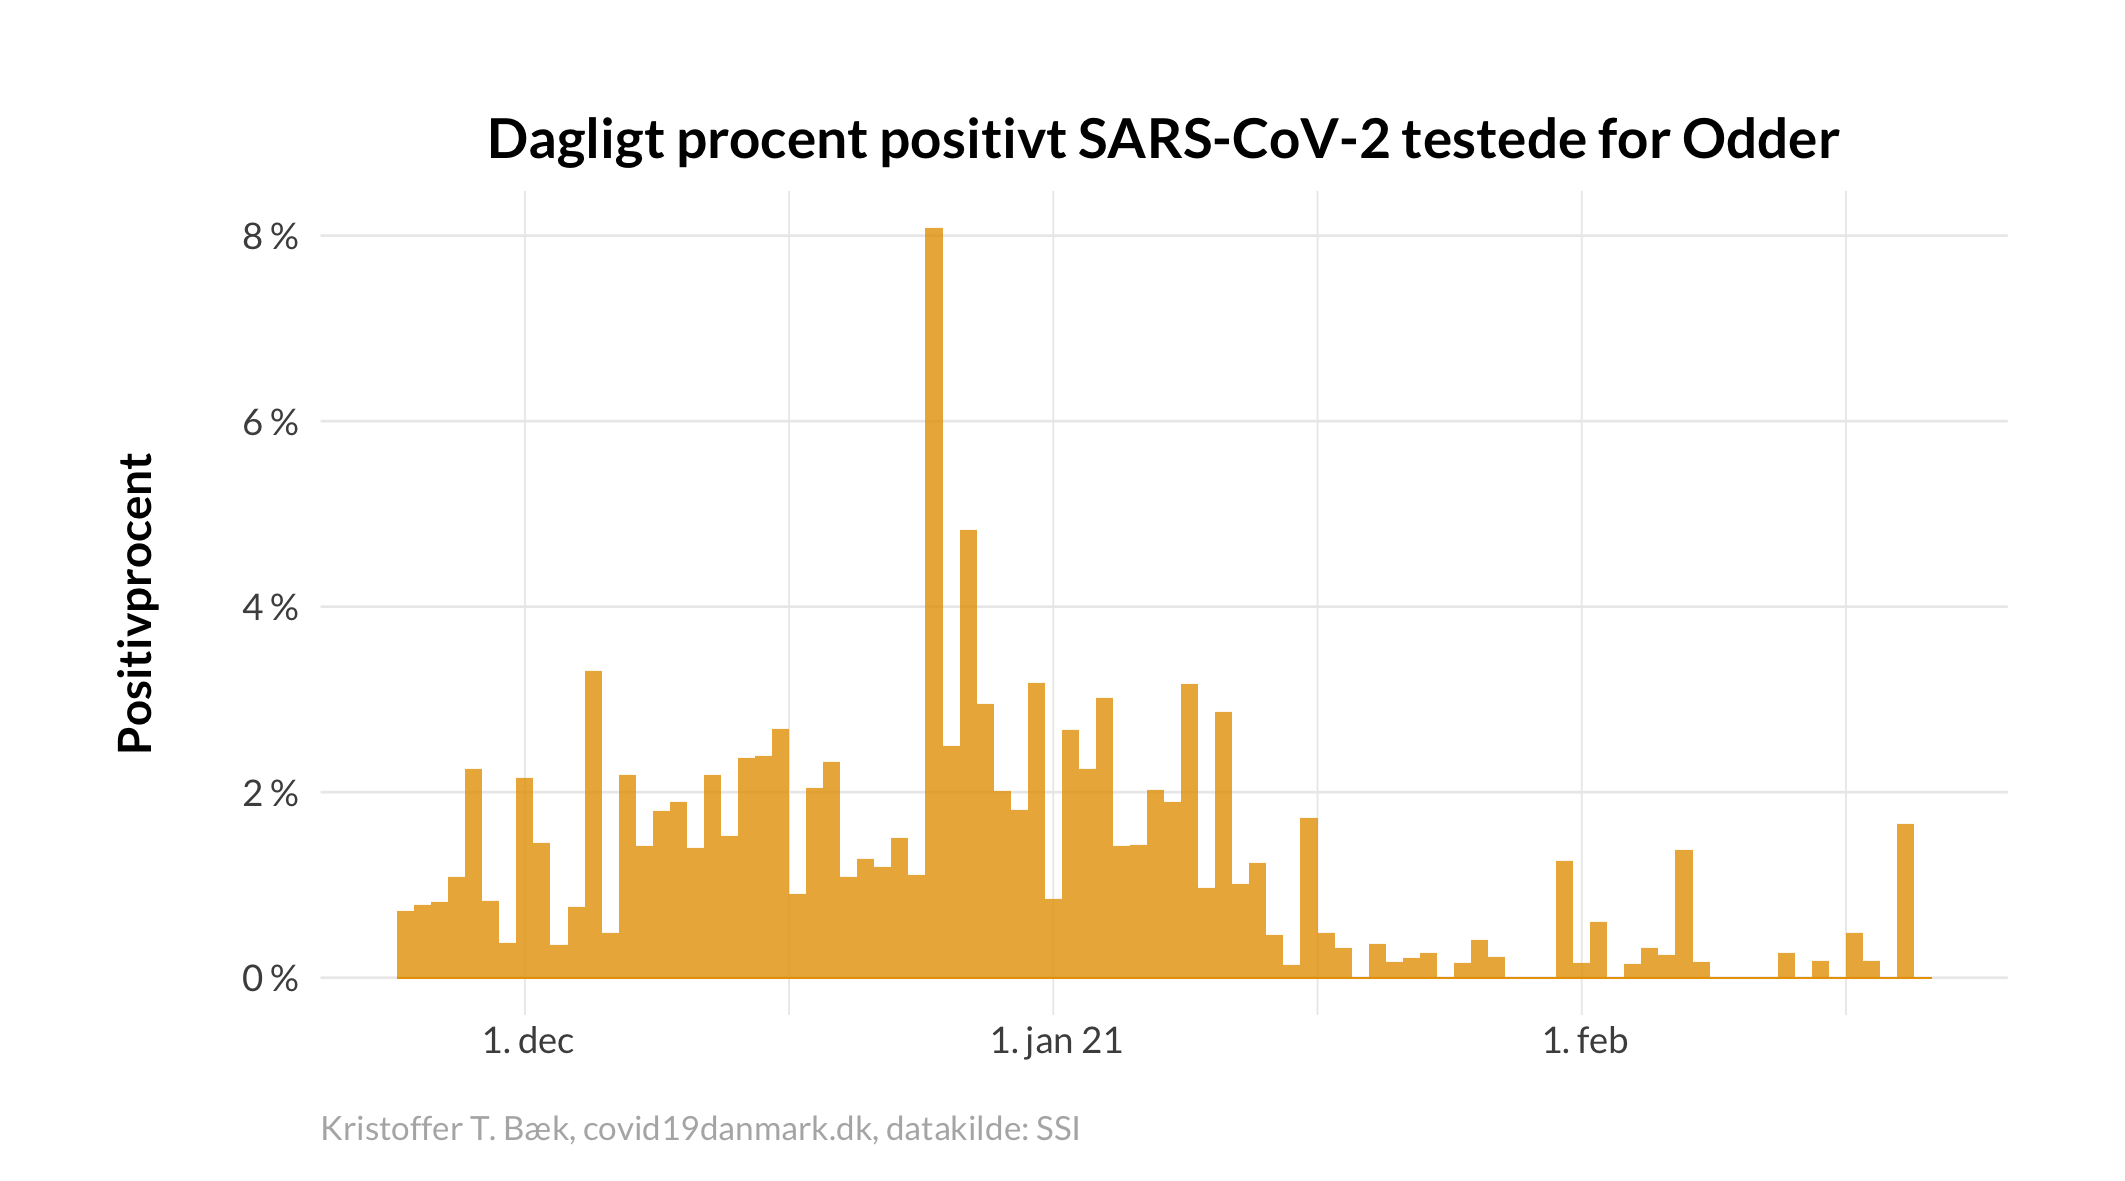 Dagligt procent positivt SARS-CoV-2 testede for Odder
Positivprocent
8 %
6 %
4 %
2 %
0 %
1. dec
1. jan 21
1. feb
Kristoffer T. Bæk, covid19danmark.dk, datakilde: SSI